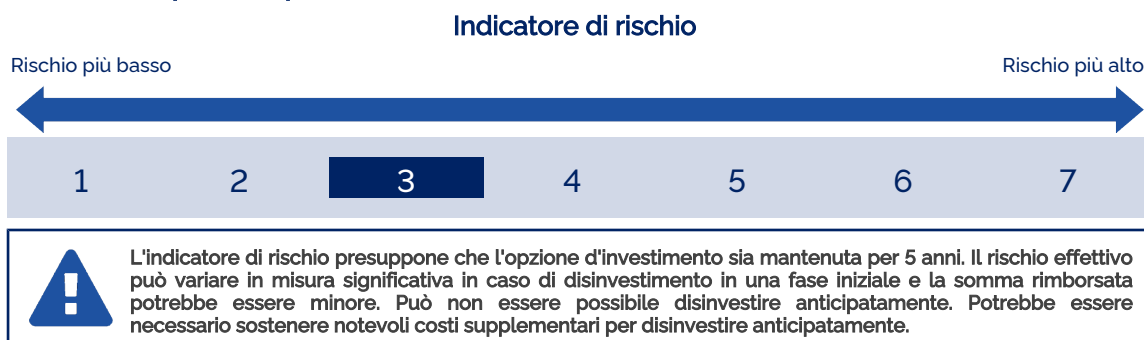 Indicatore di rischio
Rischio più basso
Rischio più alto
1 2 3 4 5 6 7
L'indicatore di rischio presuppone che l'opzione d'investimento sia mantenuta per 5 anni. Il rischio effettivo
può variare in misura significativa in caso di disinvestimento in una fase iniziale e la somma rimborsata
potrebbe essere minore. Può non essere possibile disinvestire anticipatamente. Potrebbe essere
necessario sostenere notevoli costi supplementari per disinvestire anticipatamente.